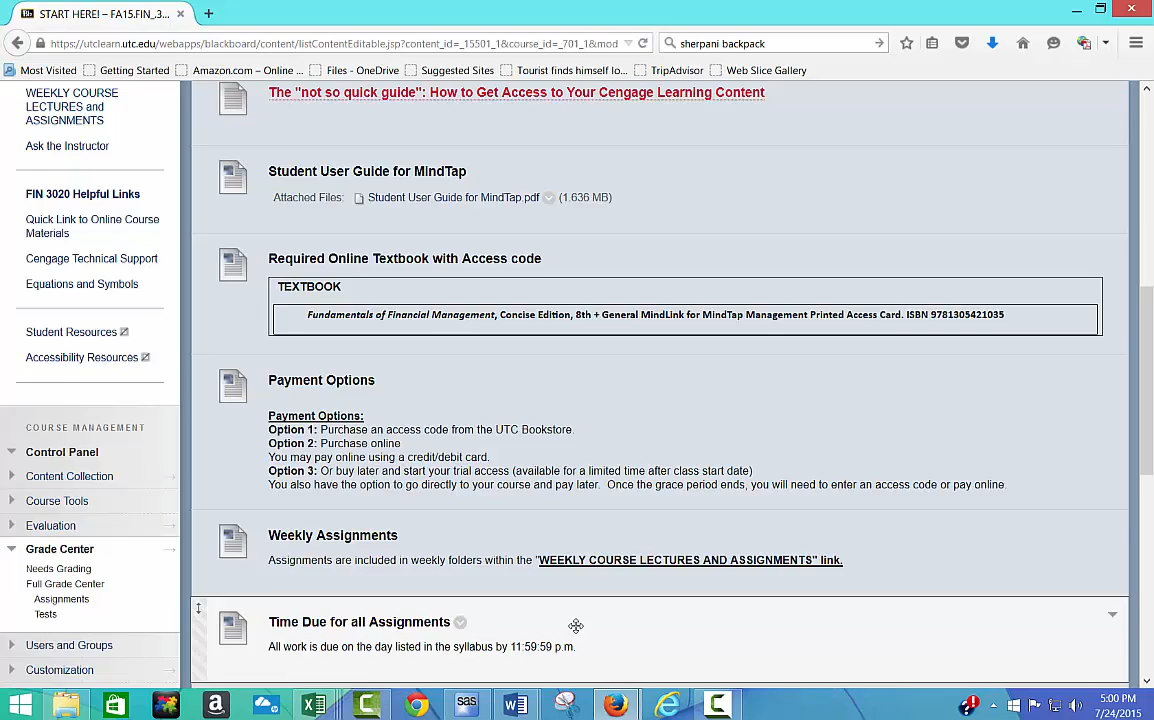 START HERE! – FA15.FIN_.3...
https://utclearn.utc.edu/webapps/blackboard/content/listContentEditable.jsp?content_id=_15501_1&course_id=_701_1&mod
sherpani backpack
Most Visited
Getting Started
Amazon.com – Online ...
Files - OneDrive
Suggested Sites
Tourist finds himself lo...
TripAdvisor
Web Slice Gallery
WEEKLY COURSE
LECTURES and
ASSIGNMENTS
Ask the Instructor
FIN 3020 Helpful Links
Quick Link to Online Course
Materials
Cengage Technical Support
Equations and Symbols
Student Resources
Accessibility Resources
COURSE MANAGEMENT
Control Panel
Content Collection
Course Tools
Evaluation
Grade Center
Needs Grading
Full Grade Center
Assignments
Tests
Users and Groups
Customization
The "not so quick guide": How to Get Access to Your Cengage Learning Content
Student User Guide for MindTap
Attached Files: Student User Guide for MindTap.pdf (1.636 MB)
Required Online Textbook with Access code
TEXTBOOK
Fundamentals of Financial Management, Concise Edition, 8th + General MindLink for MindTap Management Printed Access Card. ISBN 9781305421035
Payment Options
Payment Options:
Option 1: Purchase an access code from the UTC Bookstore.
Option 2: Purchase online
You may pay online using a credit/debit card.
Option 3: Or buy later and start your trial access (available for a limited time after class start date)
You also have the option to go directly to your course and pay later. Once the grace period ends, you will need to enter an access code or pay online.
Weekly Assignments
Assignments are included in weekly folders within the "WEEKLY COURSE LECTURES AND ASSIGNMENTS" link.
Time Due for all Assignments
All work is due on the day listed in the syllabus by 11:59:59 p.m.
sas
5:00 PM
7/24/2015